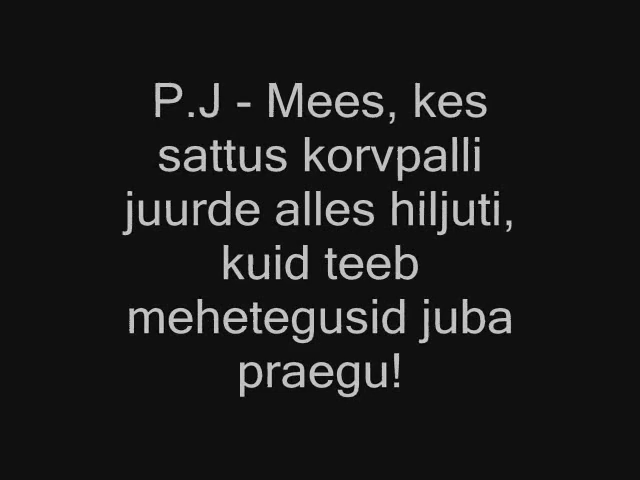 P.J - Mees, kes
sattus korvpalli
juurde alles hiljuti,
kuid teeb
mehetegusid juba
praegu!